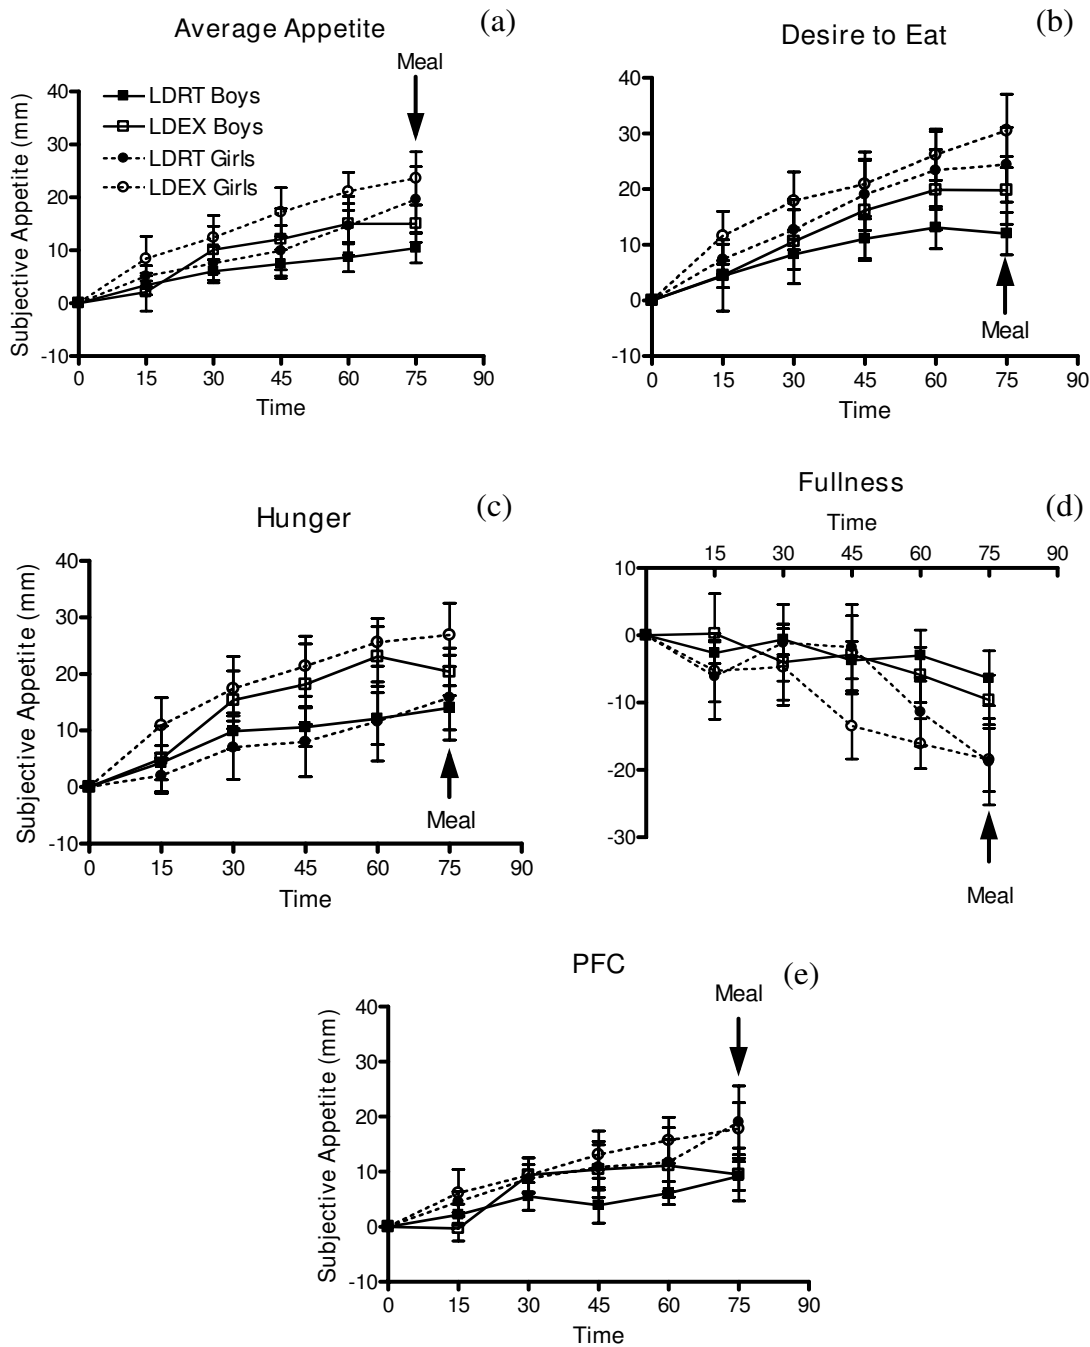 Average Appetite
(a)
Meal
Subjective Appetite (mm)
40
30
20
10
0
-10
LDRT Boys
LDEX Boys
LDRT Girls
LDEX Girls
0 15 30 45 60 75 90
Time
Desire to Eat
(b)
40
30
20
10
0
-10
Meal
0 15 30 45 60 75 90
Time
Hunger
(c)
Subjective Appetite (mm)
40
30
20
10
0
-10
Meal
0 15 30 45 60 75 90
Time
Fullness
(d)
Time
15 30 45 60 75 90
10
0
-10
-20
-30
Meal
PFC
(e)
Meal
Subjective Appetite (mm)
40
30
20
10
0
-10
0 15 30 45 60 75 90
Time